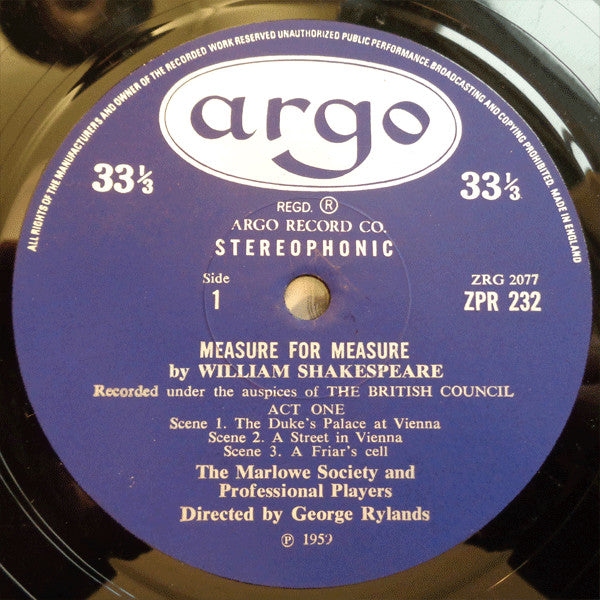 ALL RIGHTS OF THE MANUFACTURERS AND OWNER OF THE RECORDED WORK RESERVED UNAUTHORIZED PUBLIC PERFORMANCE, BROADCASTING AND COPYING PROHIBITED. MADE IN ENGLAND
argo
33⅓ 33⅓
REGD. ®
ARGO RECORD CO.
STEREOPHONIC
Side ZRG 2077
1 ZPR 232
MEASURE FOR MEASURE
by WILLIAM SHAKESPEARE
Recorded under the auspices of THE BRITISH COUNCIL
ACT ONE
Scene 1. The Duke's Palace at Vienna
Scene 2. A Street in Vienna
Scene 3. A Friar's cell
The Marlowe Society and
Professional Players
Directed by George Rylands
℗ 1959